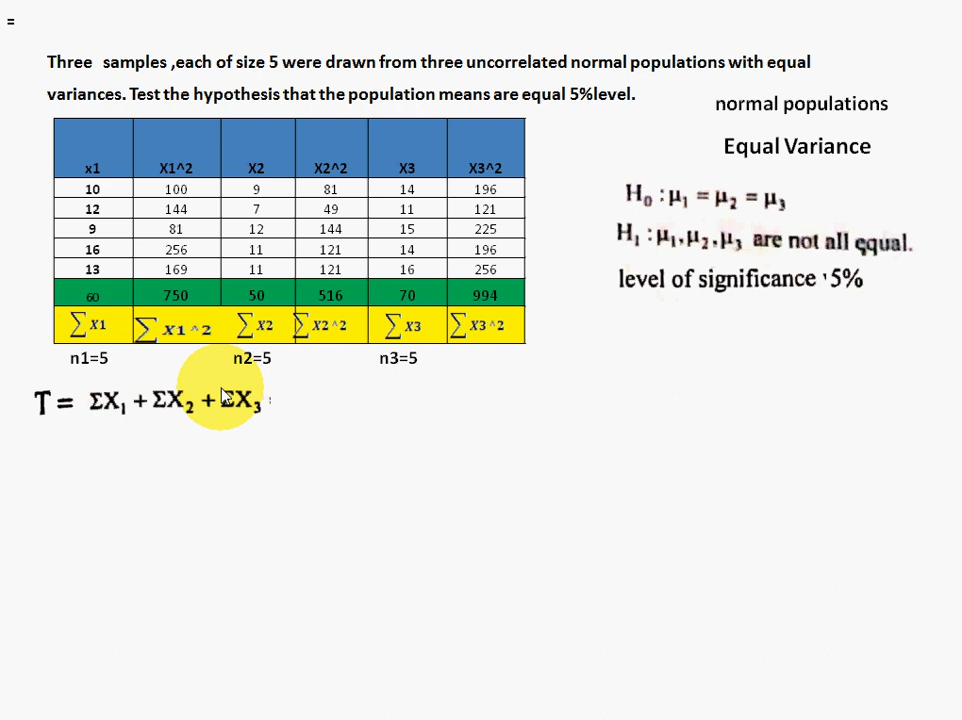 =
Three samples ,each of size 5 were drawn from three uncorrelated normal populations with equal
variances. Test the hypothesis that the population means are equal 5%level.
normal populations
Equal Variance
H₀ : μ₁ = μ₂ = μ₃
H₁ : μ₁, μ₂, μ₃ are not all equal.
level of significance ' 5%
x1 X1^2 X2 X2^2 X3 X3^2
10 100 9 81 14 196
12 144 7 49 11 121
9 81 12 144 15 225
16 256 11 121 14 196
13 169 11 121 16 256
60 750 50 516 70 994
∑X1 ∑X1^2 ∑X2 ∑X2^2 ∑X3 ∑X3^2
n1=5 n2=5 n3=5
T = ΣX₁ + ΣX₂ + ΣX₃